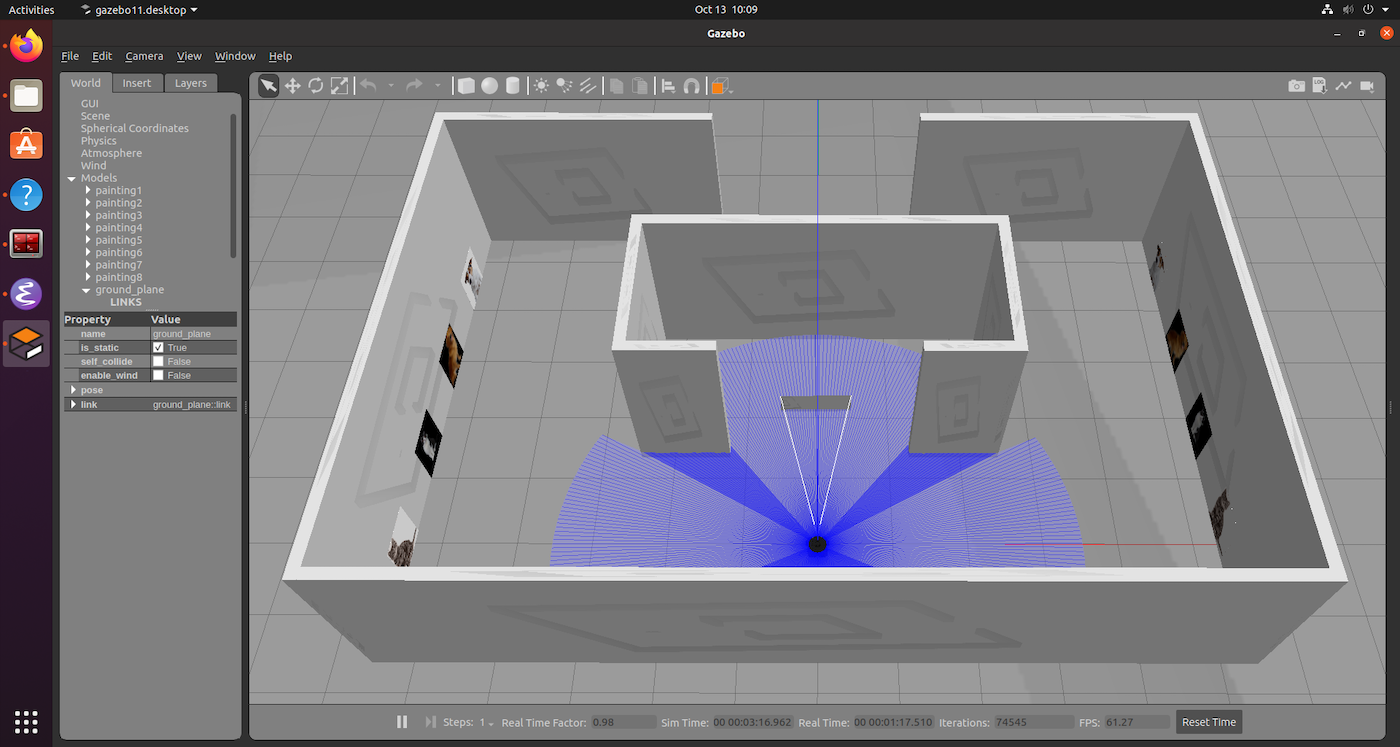 Activities gazebo11.desktop Oct 13 10:09
Gazebo
File Edit Camera View Window Help
World Insert Layers
GUI
Scene
Spherical Coordinates
Physics
Atmosphere
Wind
Models
painting1
painting2
painting3
painting4
painting5
painting6
painting7
painting8
ground_plane
LINKS
Property Value
name ground_plane
is_static True
self_collide False
enable_wind False
pose
link ground_plane::link
Steps: 1 Real Time Factor: 0.98 Sim Time: 00 00:03:16.962 Real Time: 00 00:01:17.510 Iterations: 74545 FPS: 61.27 Reset Time